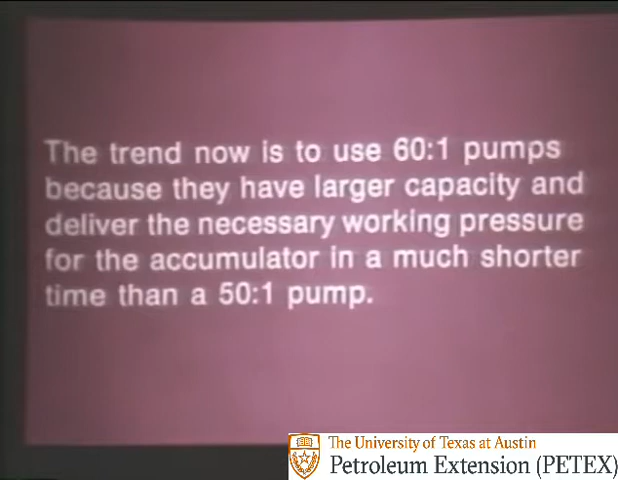 The trend now is to use 60:1 pumps
because they have larger capacity and
deliver the necessary working pressure
for the accumulator in a much shorter
time than a 50:1 pump.
The University of Texas at Austin
Petroleum Extension (PETEX)